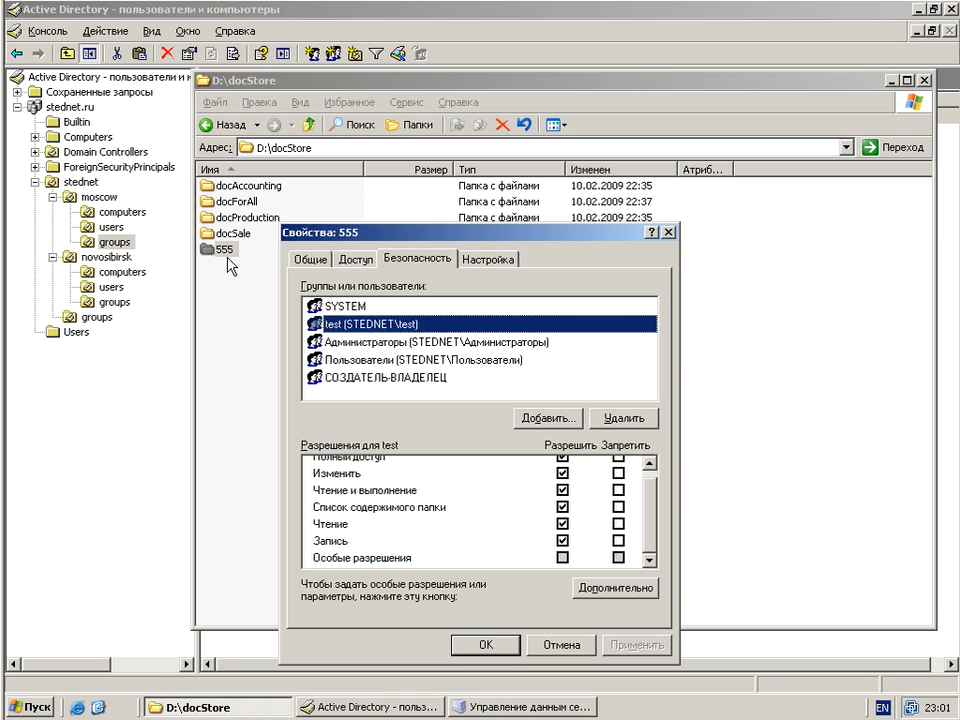 Active Directory - пользователи и компьютеры
Консоль Действие Вид Окно Справка
Active Directory - пользователи и к
Сохраненные запросы
stednet.ru
Builtin
Computers
Domain Controllers
ForeignSecurityPrincipals
stednet
moscow
computers
users
groups
novosibirsk
computers
users
groups
groups
Users
D:\docStore
Файл Правка Вид Избранное Сервис Справка
Назад Поиск Папки
Адрес: D:\docStore Переход
Имя Размер Тип Изменен Атриб...
docAccounting Папка с файлами 10.02.2009 22:35
docForAll Папка с файлами 10.02.2009 22:37
docProduction Папка с файлами 10.02.2009 22:35
docSale
555
Свойства: 555
Общие Доступ Безопасность Настройка
Группы или пользователи:
SYSTEM
test (STEDNET\test)
Администраторы (STEDNET\Администраторы)
Пользователи (STEDNET\Пользователи)
СОЗДАТЕЛЬ-ВЛАДЕЛЕЦ
Добавить... Удалить
Разрешения для test Разрешить Запретить
Полный доступ
Изменить
Чтение и выполнение
Список содержимого папки
Чтение
Запись
Особые разрешения
Чтобы задать особые разрешения или
параметры, нажмите эту кнопку:
Дополнительно
OK Отмена Применить
Пуск D:\docStore Active Directory - польз... Управление данным се... EN 23:01